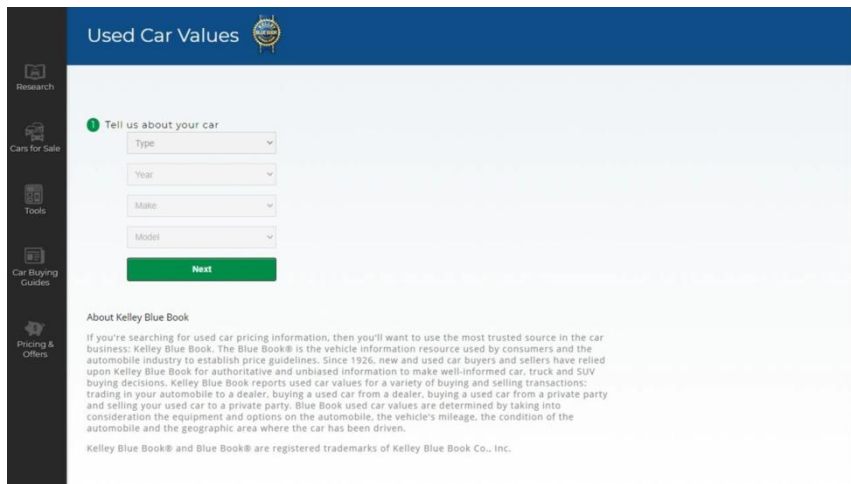 Used Car Values
KELLEY
BLUE BOOK
Research
Cars for Sale
Tools
Car Buying
Guides
Pricing &
Offers
1 Tell us about your car
Type
Year
Make
Model
Next
About Kelley Blue Book
If you're searching for used car pricing information, then you'll want to use the most trusted source in the car
business: Kelley Blue Book. The Blue Book® is the vehicle information resource used by consumers and the
automobile industry to establish price guidelines. Since 1926, new and used car buyers and sellers have relied
upon Kelley Blue Book for authoritative and unbiased information to make well-informed car, truck and SUV
buying decisions. Kelley Blue Book reports used car values for a variety of buying and selling transactions:
trading in your automobile to a dealer, buying a used car from a dealer, buying a used car from a private party
and selling your used car to a private party. Blue Book used car values are determined by taking into
consideration the equipment and options on the automobile, the vehicle's mileage, the condition of the
automobile and the geographic area where the car has been driven.
Kelley Blue Book® and Blue Book® are registered trademarks of Kelley Blue Book Co., Inc.